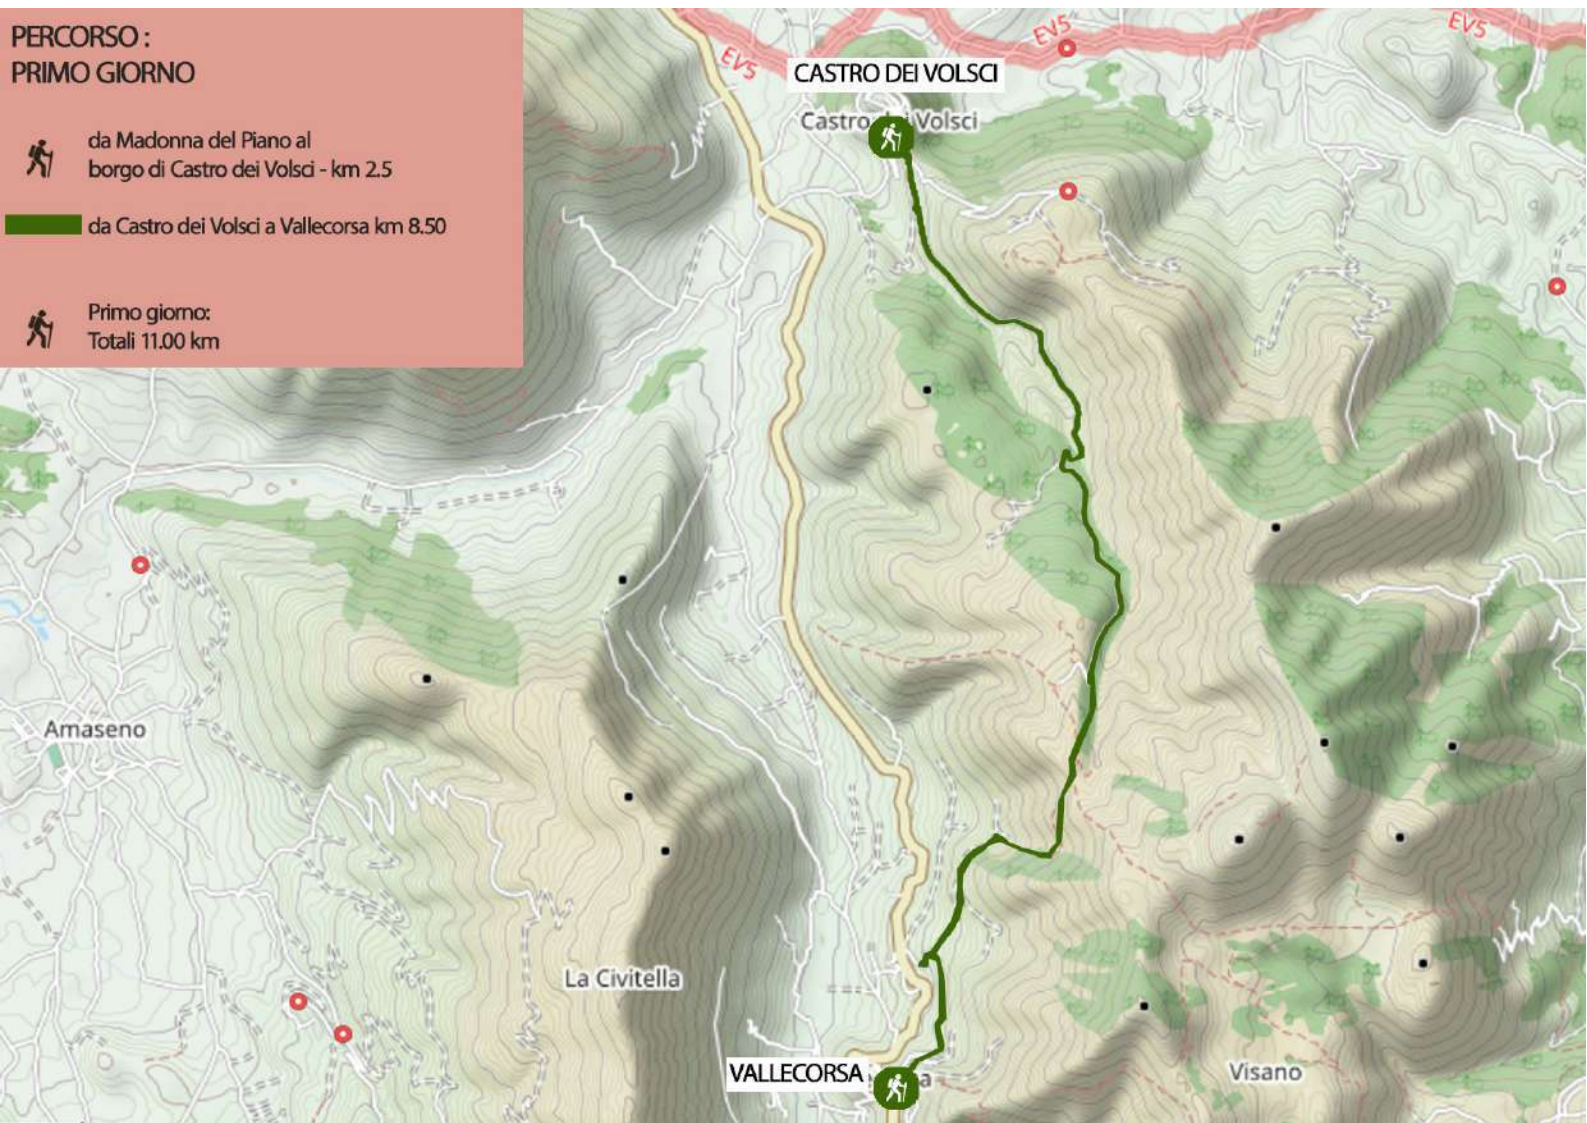 PERCORSO :
PRIMO GIORNO
da Madonna del Piano al
borgo di Castro dei Volsci - km 2.5
da Castro dei Volsci a Vallecorsa km 8.50
Primo giorno:
Totali 11.00 km
EV5
EV5
EV5
CASTRO DEI VOLSCI
Castro dei Volsci
Amaseno
La Civitella
VALLECORSA
Visano